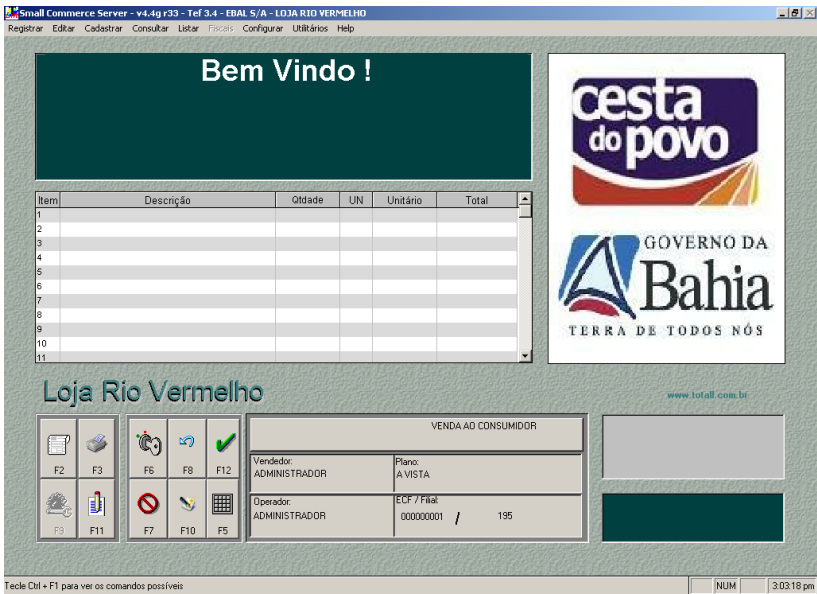 Small Commerce Server - v4.4g r33 - Tef 3.4 - EBAL S/A - LOJA RIO VERMELHO
Registrar Editar Cadastrar Consultar Listar Fiscais Configurar Utilitários Help
Bem Vindo !
cesta
do povo
Item Descrição Qtdade UN Unitário Total
1
2
3
4
5
6
7
8
9
10
11
GOVERNO DA
Bahia
TERRA DE TODOS NÓS
Loja Rio Vermelho
www.totall.com.br
VENDA AO CONSUMIDOR
F2 F3 F6 F8 F12
Vendedor: Plano:
ADMINISTRADOR A VISTA
Operador: ECF / Filial:
ADMINISTRADOR 000000001 / 195
F9 F11 F7 F10 F5
Tecle Ctrl + F1 para ver os comandos possíveis NUM 3:03:18 pm